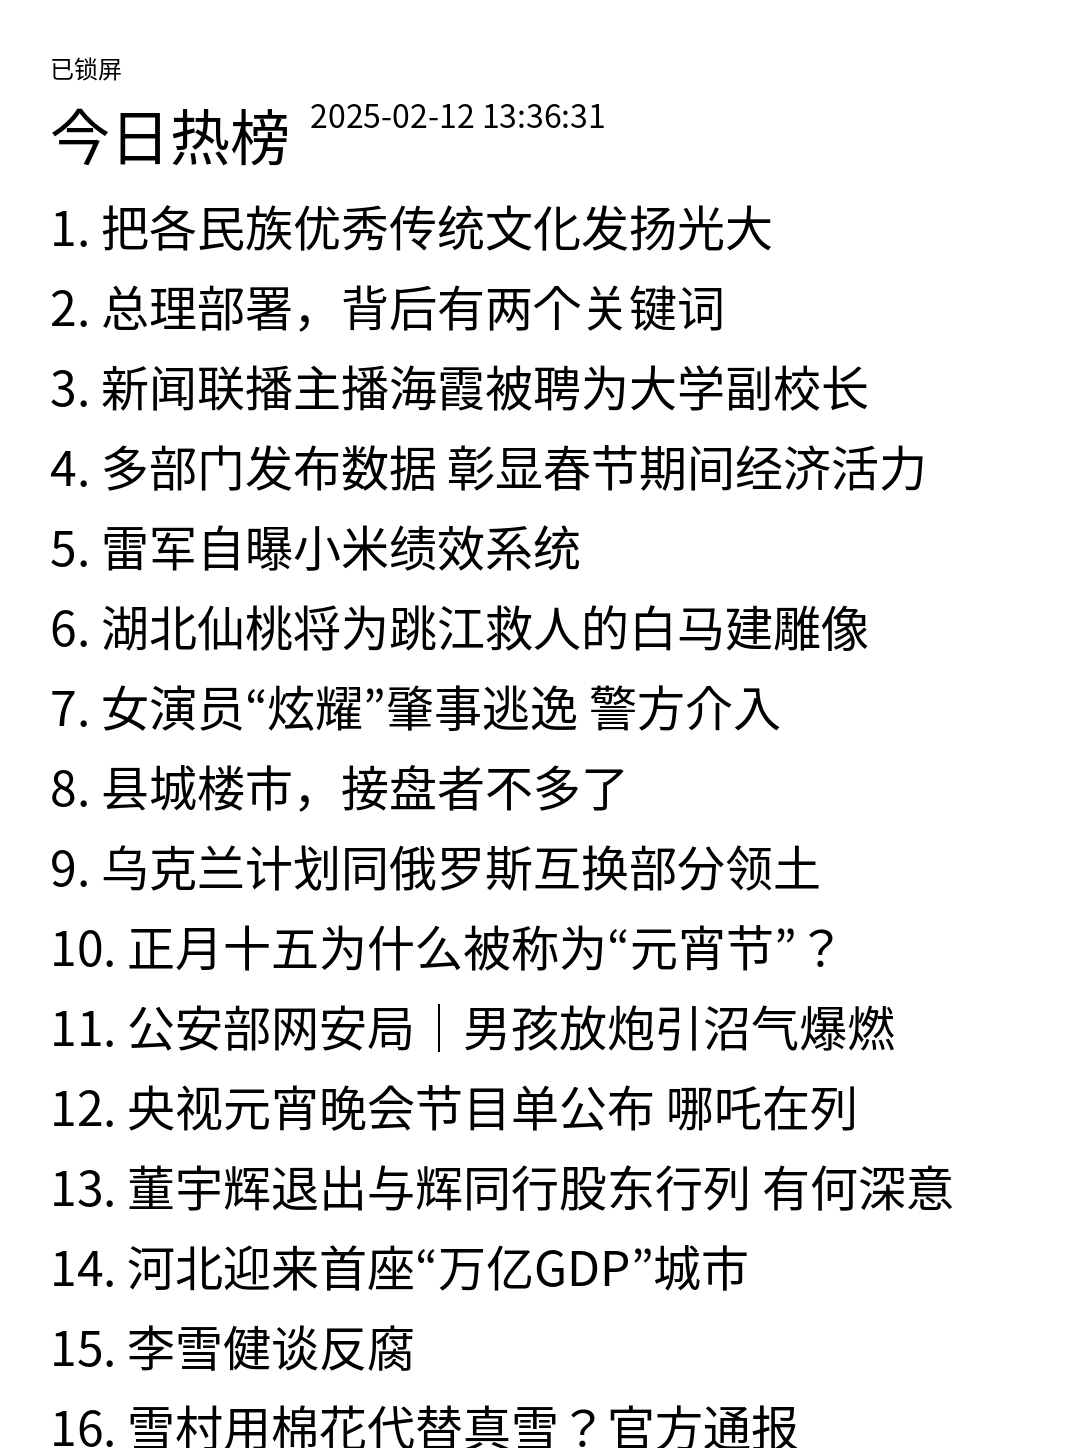 已锁屏
今日热榜 2025-02-12 13:36:31
1. 把各民族优秀传统文化发扬光大
2. 总理部署，背后有两个关键词
3. 新闻联播主播海霞被聘为大学副校长
4. 多部门发布数据 彰显春节期间经济活力
5. 雷军自曝小米绩效系统
6. 湖北仙桃将为跳江救人的白马建雕像
7. 女演员“炫耀”肇事逃逸 警方介入
8. 县城楼市，接盘者不多了
9. 乌克兰计划同俄罗斯互换部分领土
10. 正月十五为什么被称为“元宵节”？
11. 公安部网安局｜男孩放炮引沼气爆燃
12. 央视元宵晚会节目单公布 哪吒在列
13. 董宇辉退出与辉同行股东行列 有何深意
14. 河北迎来首座“万亿GDP”城市
15. 李雪健谈反腐
16. 雪村用棉花代替真雪？官方通报